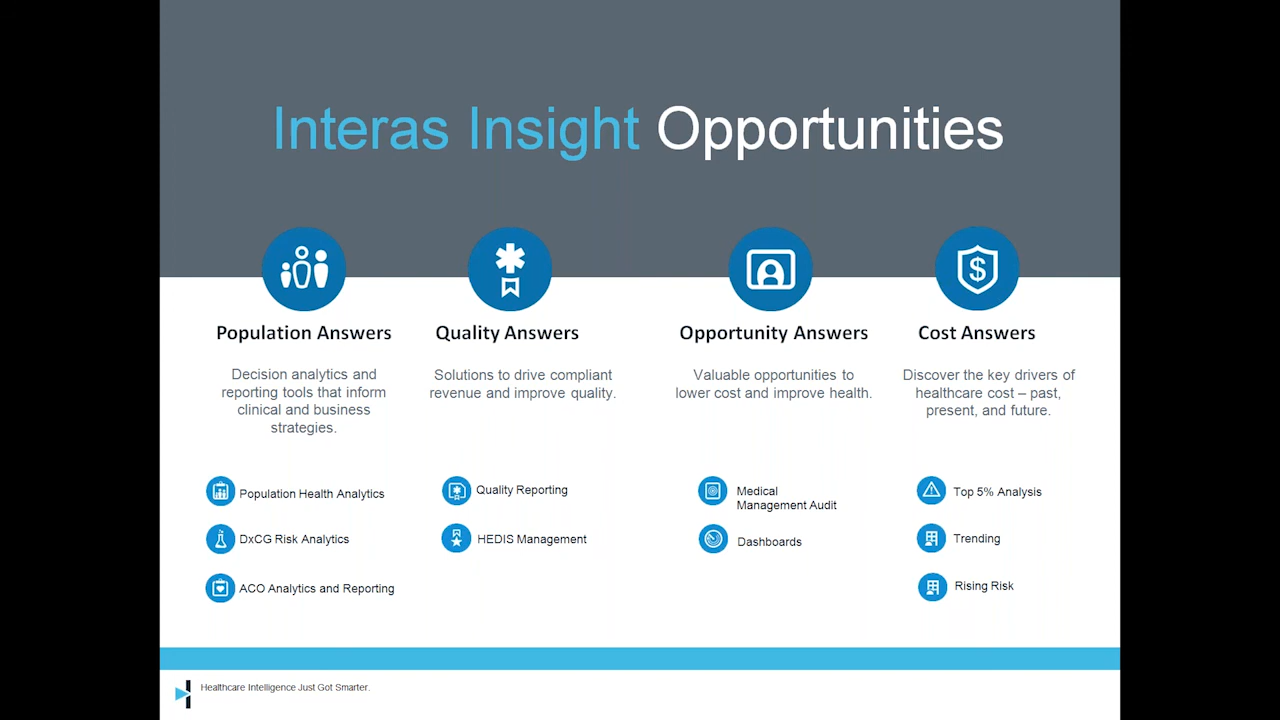 Interas Insight Opportunities
Population Answers
Decision analytics and
reporting tools that inform
clinical and business
strategies.
Population Health Analytics
DxCG Risk Analytics
ACO Analytics and Reporting
Quality Answers
Solutions to drive compliant
revenue and improve quality.
Quality Reporting
HEDIS Management
Opportunity Answers
Valuable opportunities to
lower cost and improve health.
Medical
Management Audit
Dashboards
Cost Answers
Discover the key drivers of
healthcare cost – past,
present, and future.
Top 5% Analysis
Trending
Rising Risk
Healthcare Intelligence Just Got Smarter.